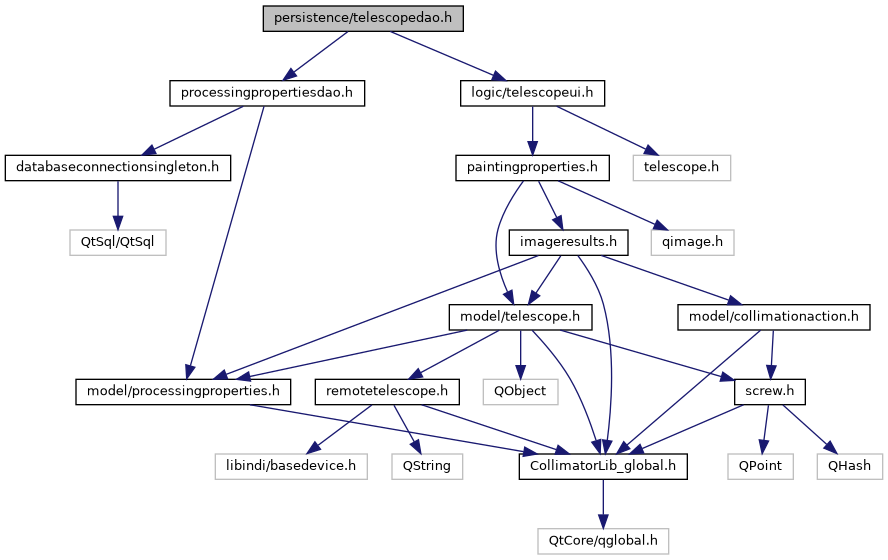 persistence/telescopedao.h
processingpropertiesdao.h
logic/telescopeui.h
databaseconnectionsingleton.h
paintingproperties.h
telescope.h
QtSql/QtSql
imageresults.h
qimage.h
model/telescope.h
model/collimationaction.h
model/processingproperties.h
remotetelescope.h
QObject
screw.h
libindi/basedevice.h
QString
CollimatorLib_global.h
QPoint
QHash
QtCore/qglobal.h